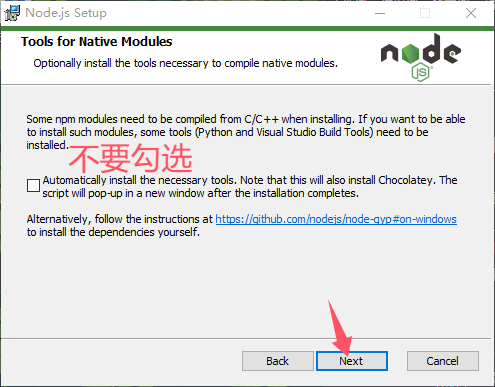 Node.js Setup
Tools for Native Modules
Optionally install the tools necessary to compile native modules.
node
JS
Some npm modules need to be compiled from C/C++ when installing. If you want to be able
to install such modules, some tools (Python and Visual Studio Build Tools) need to be
installed.
不要勾选
Automatically install the necessary tools. Note that this will also install Chocolatey. The
script will pop-up in a new window after the installation completes.
Alternatively, follow the instructions at https://github.com/nodejs/node-gyp#on-windows
to install the dependencies yourself.
Back Next Cancel